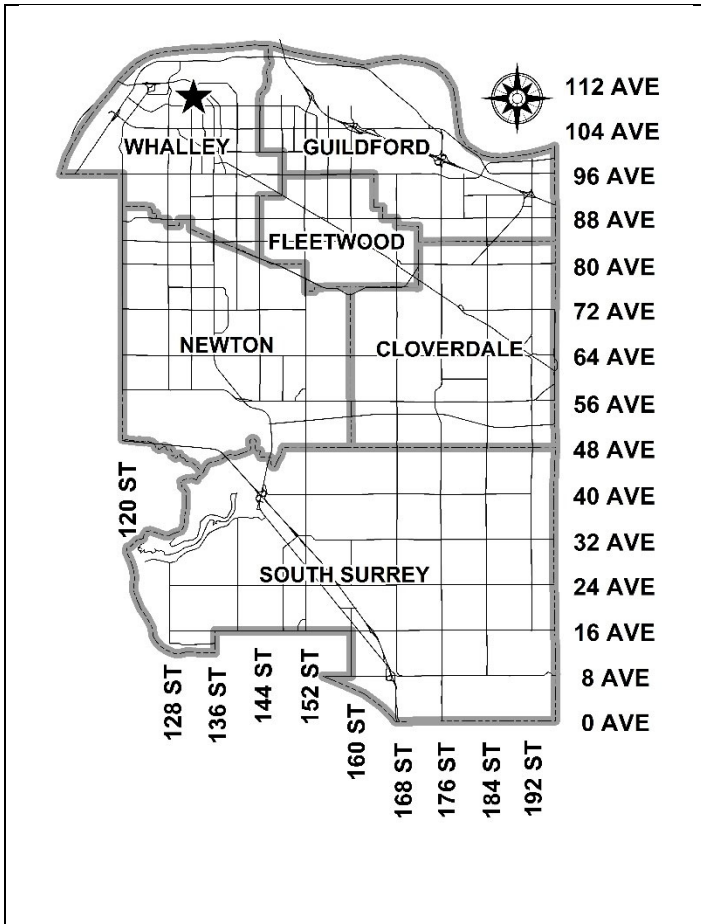 112 AVE
104 AVE
WHALLEY
GUILDFORD
96 AVE
88 AVE
FLEETWOOD
80 AVE
72 AVE
NEWTON
CLOVERDALE
64 AVE
56 AVE
48 AVE
120 ST
40 AVE
32 AVE
SOUTH SURREY
24 AVE
16 AVE
8 AVE
0 AVE
128 ST
136 ST
144 ST
152 ST
160 ST
168 ST
176 ST
184 ST
192 ST